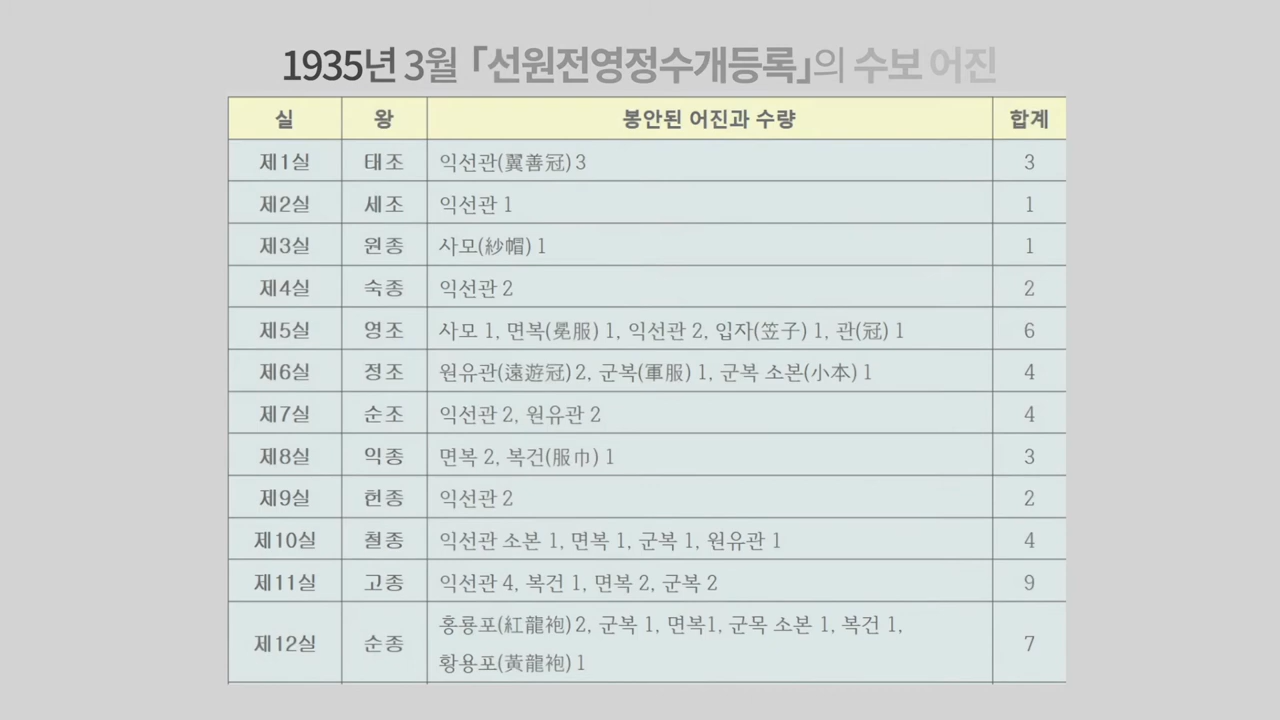 1935년 3월 「선원전영정수개등록」의 수보 어진
실 왕 봉안된 어진과 수량 합계
제1실 태조 익선관(翼善冠) 3 3
제2실 세조 익선관 1 1
제3실 원종 사모(紗帽) 1 1
제4실 숙종 익선관 2 2
제5실 영조 사모 1, 면복(冕服) 1, 익선관 2, 입자(笠子) 1, 관(冠) 1 6
제6실 정조 원유관(遠遊冠) 2, 군복(軍服) 1, 군복 소본(小本) 1 4
제7실 순조 익선관 2, 원유관 2 4
제8실 익종 면복 2, 복건(服巾) 1 3
제9실 헌종 익선관 2 2
제10실 철종 익선관 소본 1, 면복 1, 군복 1, 원유관 1 4
제11실 고종 익선관 4, 복건 1, 면복 2, 군복 2 9
제12실 순종 홍룡포(紅龍袍) 2, 군복 1, 면복1, 군목 소본 1, 복건 1, 7
황용포(黃龍袍) 1